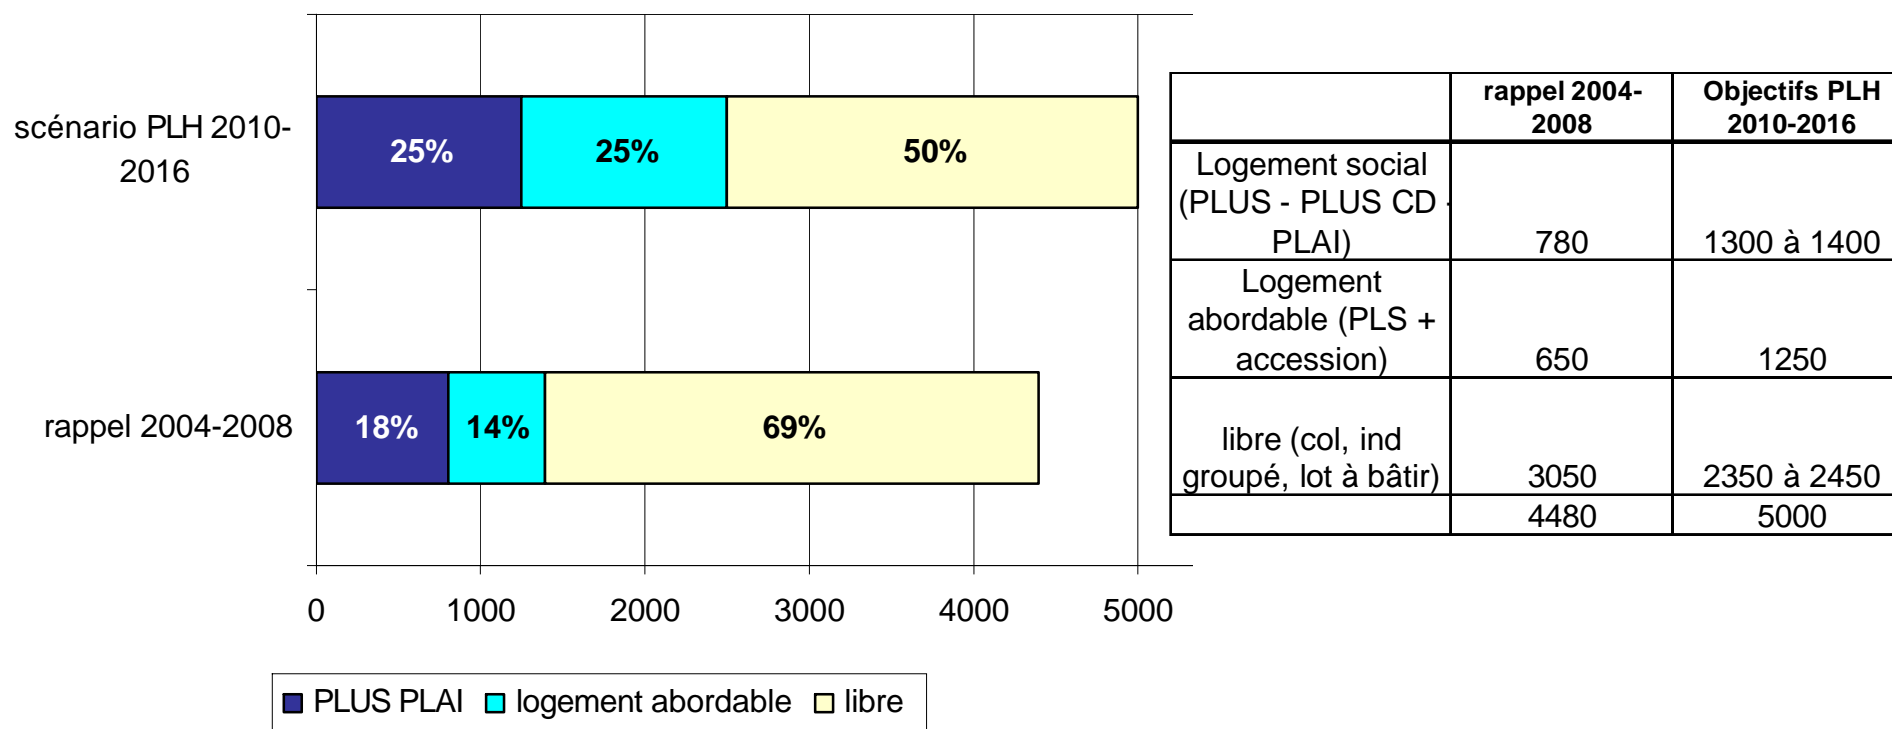 scénario PLH 2010-
2016
25%
25%
50%
rappel 2004-2008
18%
14%
69%
0
1000
2000
3000
4000
5000
PLUS PLAI
logement abordable
libre
rappel 2004-
2008
Objectifs PLH
2010-2016
Logement social
(PLUS - PLUS CD -
PLAI)
780
1300 à 1400
Logement
abordable (PLS +
accession)
650
1250
libre (col, ind
groupé, lot à bâtir)
3050
2350 à 2450
4480
5000